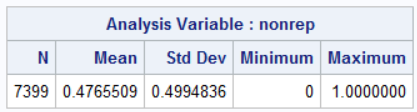 Analysis Variable : nonrep
N Mean Std Dev Minimum Maximum
7399 0.4765509 0.4994836 0 1.0000000